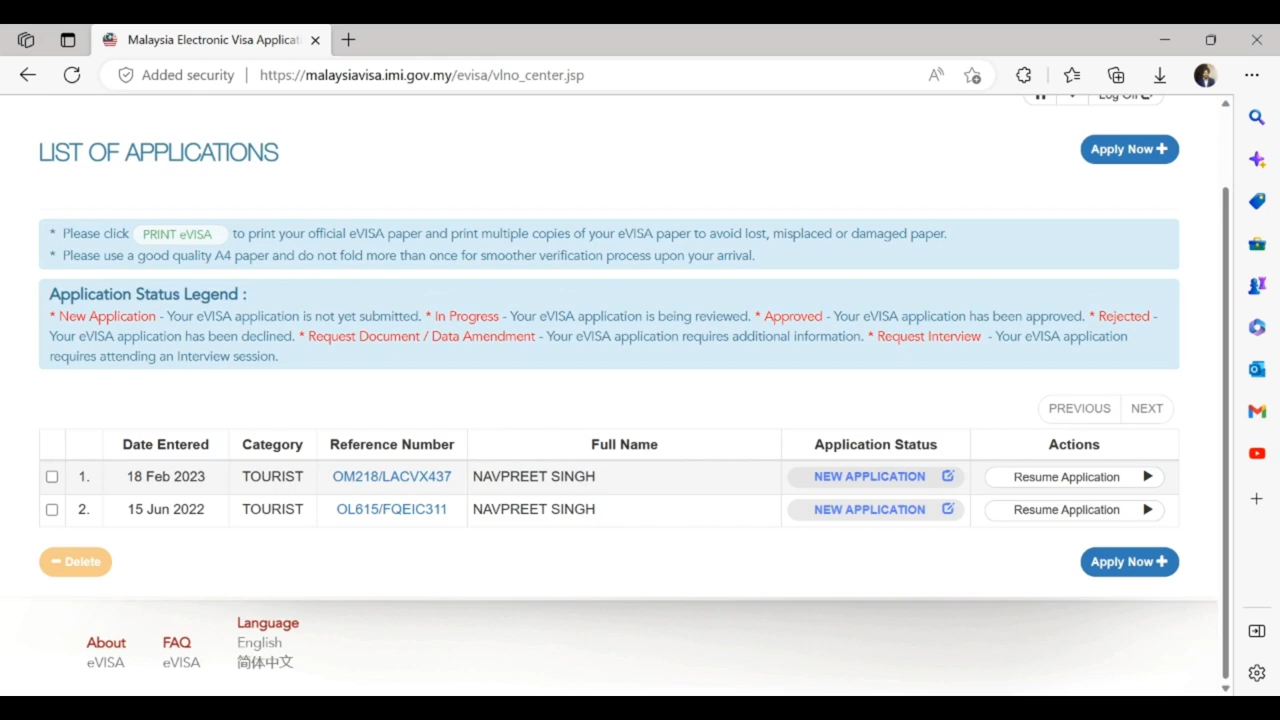 Malaysia Electronic Visa Applicat
Added security
https://malaysiavisa.imi.gov.my/evisa/vlno_center.jsp
Log Off
LIST OF APPLICATIONS
Apply Now
* Please click PRINT eVISA to print your official eVISA paper and print multiple copies of your eVISA paper to avoid lost, misplaced or damaged paper.
* Please use a good quality A4 paper and do not fold more than once for smoother verification process upon your arrival.
Application Status Legend :
* New Application - Your eVISA application is not yet submitted. * In Progress - Your eVISA application is being reviewed. * Approved - Your eVISA application has been approved. * Rejected -
Your eVISA application has been declined. * Request Document / Data Amendment - Your eVISA application requires additional information. * Request Interview - Your eVISA application
requires attending an Interview session.
PREVIOUS NEXT
Date Entered Category Reference Number Full Name Application Status Actions
1. 18 Feb 2023 TOURIST OM218/LACVX437 NAVPREET SINGH NEW APPLICATION Resume Application
2. 15 Jun 2022 TOURIST OL615/FQEIC311 NAVPREET SINGH NEW APPLICATION Resume Application
Delete
Apply Now
About
eVISA
FAQ
eVISA
Language
English
简体中文